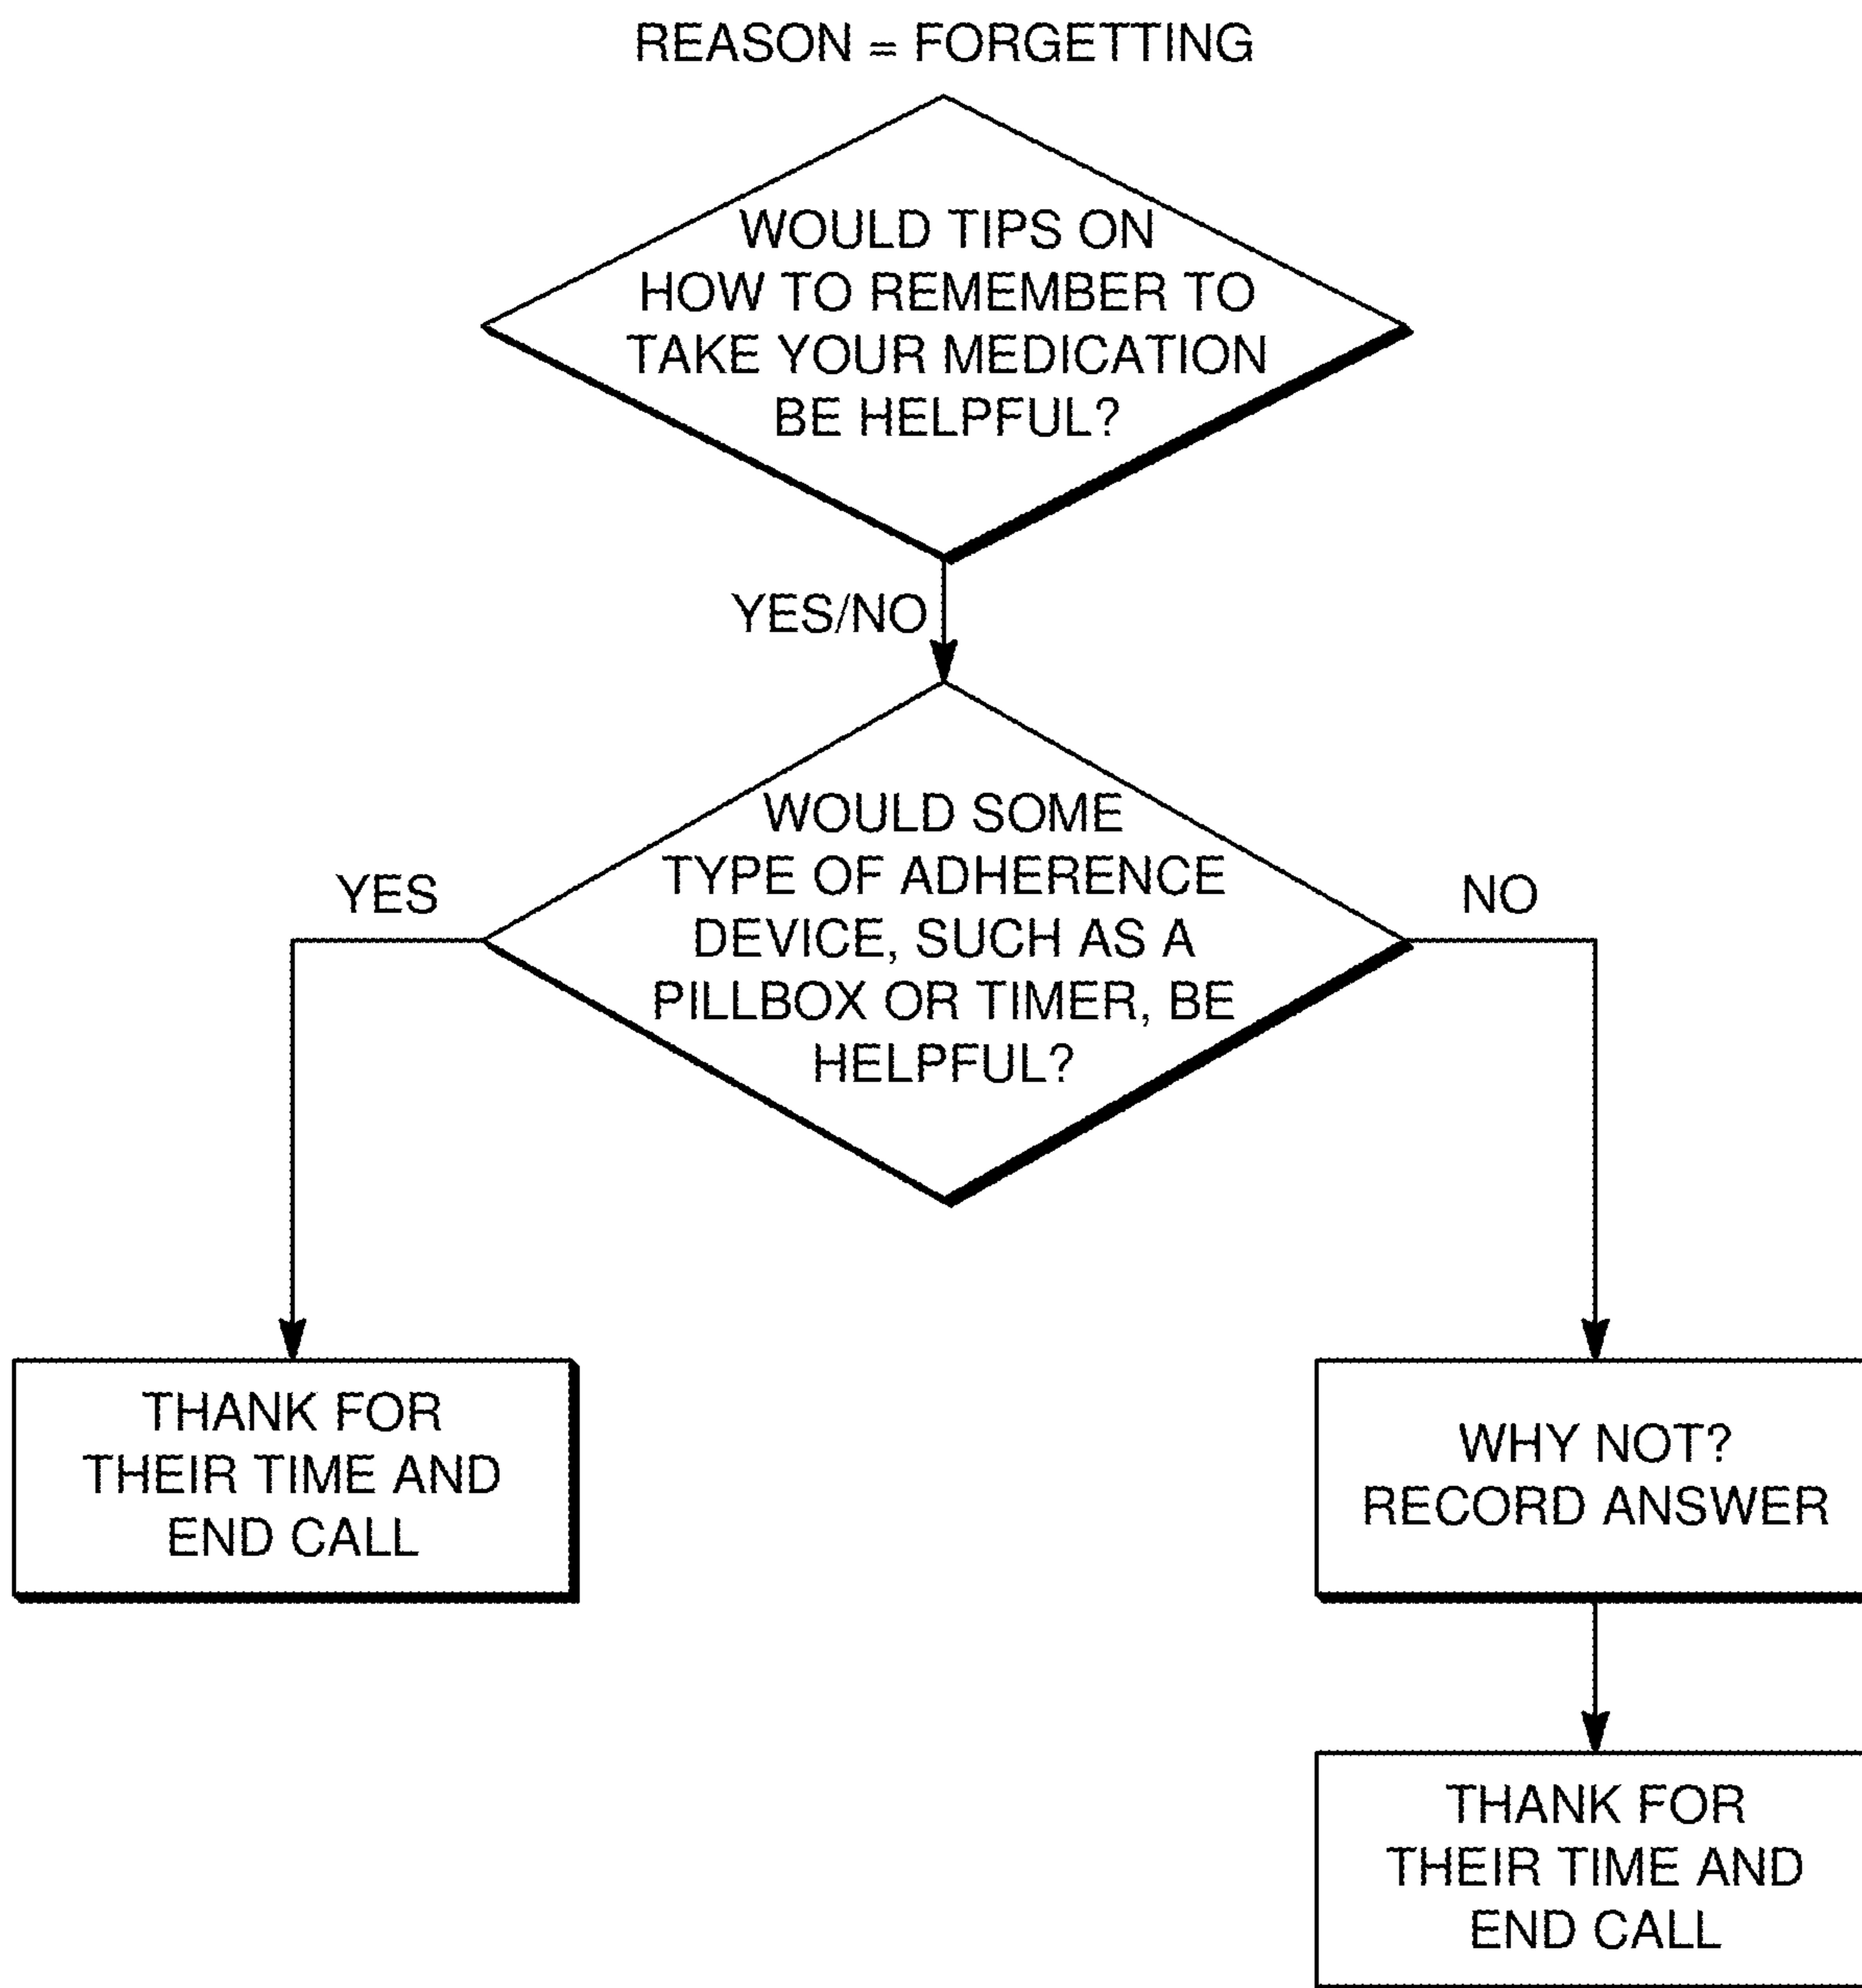 REASON = FORGETTING
WOULD TIPS ON
HOW TO REMEMBER TO
TAKE YOUR MEDICATION
BE HELPFUL?
YES/NO
WOULD SOME
TYPE OF ADHERENCE
DEVICE, SUCH AS A
PILLBOX OR TIMER, BE
HELPFUL?
YES
NO
THANK FOR
THEIR TIME AND
END CALL
WHY NOT?
RECORD ANSWER
THANK FOR
THEIR TIME AND
END CALL